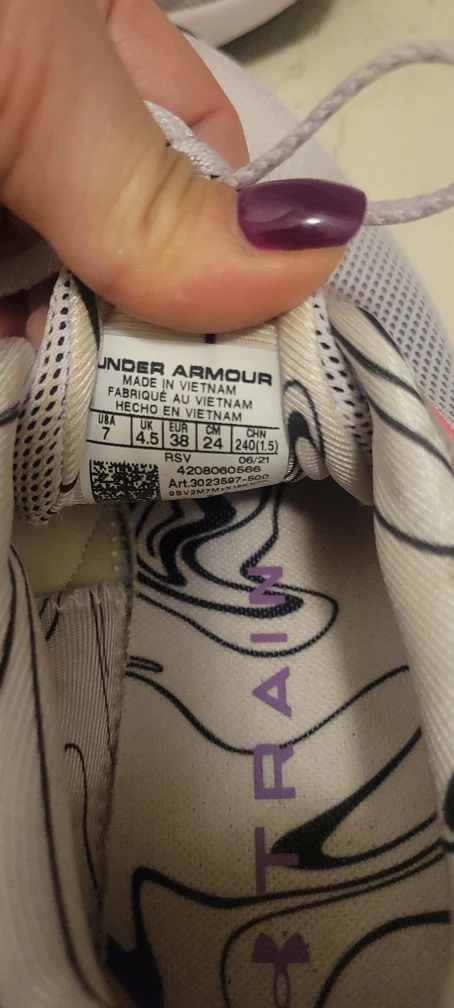 UNDER ARMOUR
MADE IN VIETNAM
FABRIQUÉ AU VIETNAM
HECHO EN VIETNAM
USA UK EUR CM CHN
7 4.5 38 24 240(1.5)
RSV 06/21
4208060566
Art.3023597-500
TRAIN